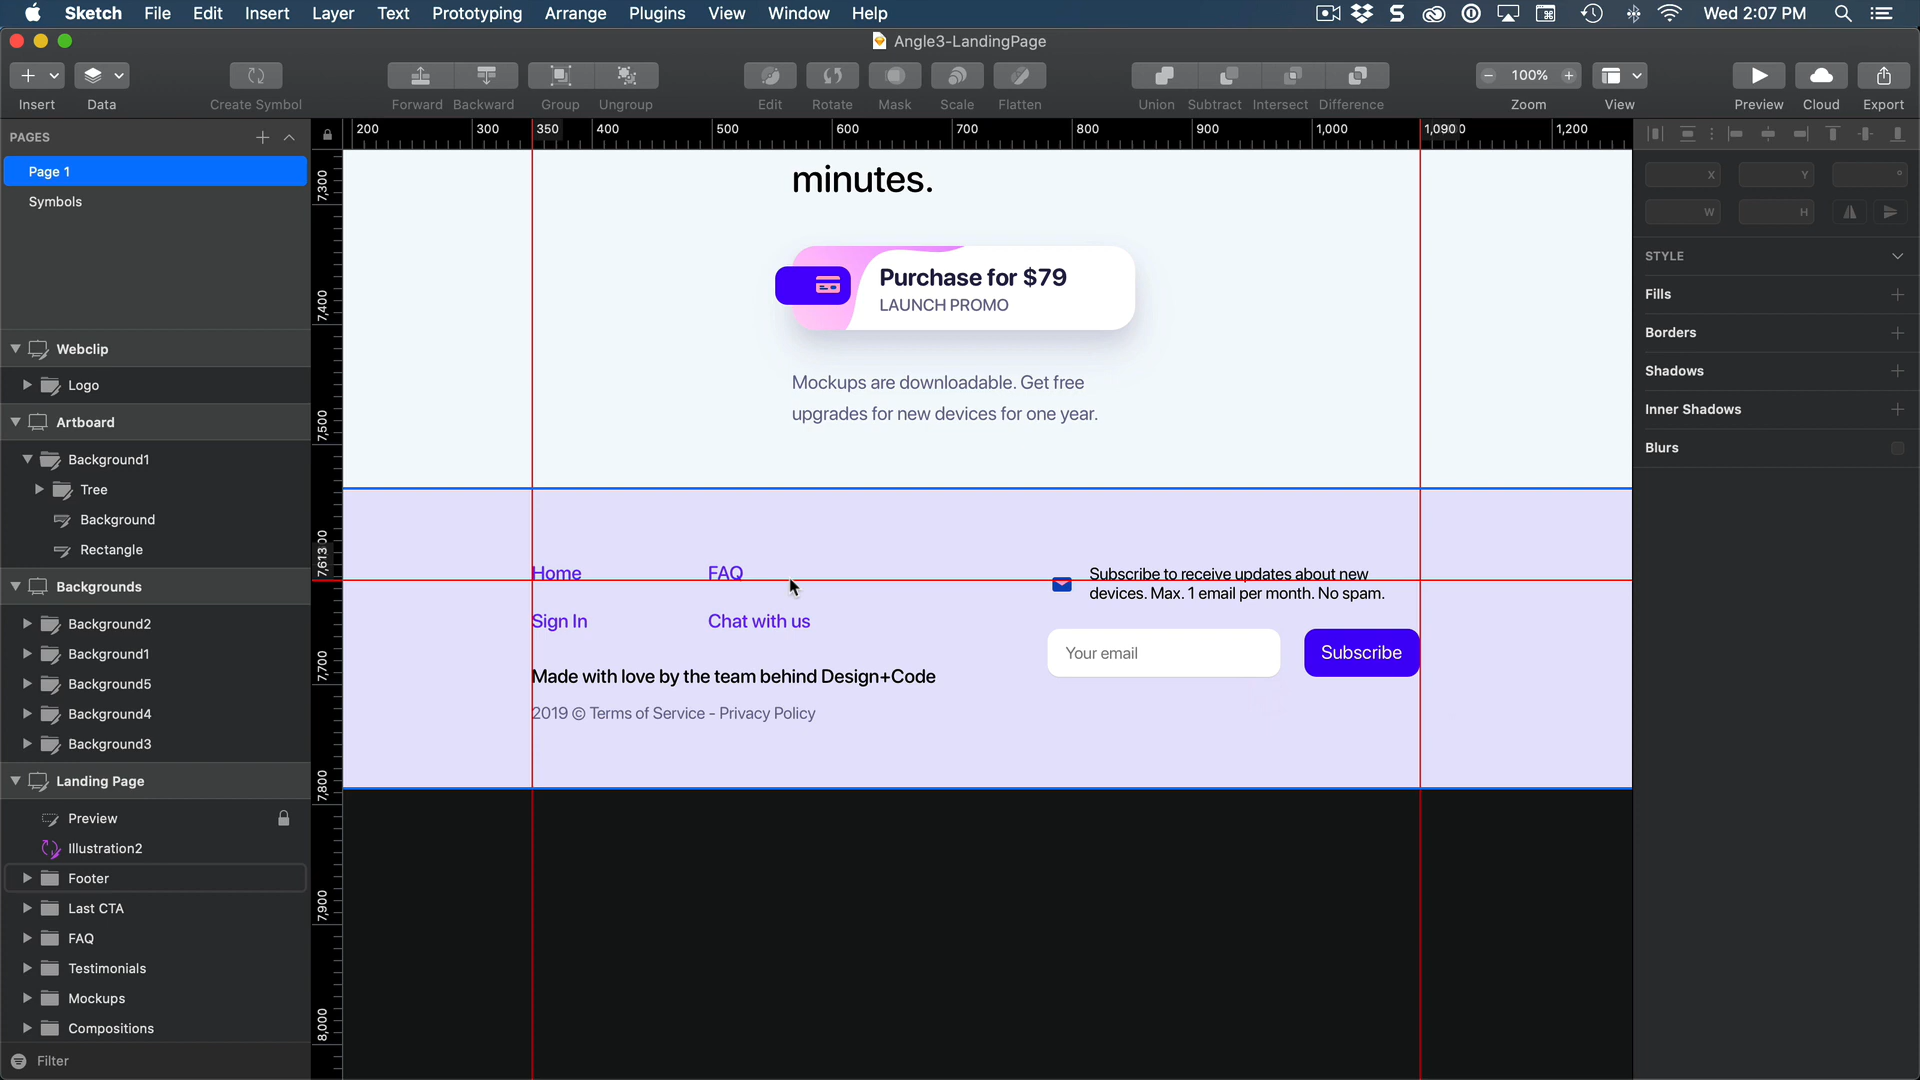 Sketch File Edit Insert Layer Text Prototyping Arrange Plugins View Window Help Wed 2:07 PM
Angle3-LandingPage
100%
Insert Data Create Symbol Forward Backward Group Ungroup Edit Rotate Mask Scale Flatten Union Subtract Intersect Difference Zoom View Preview Cloud Export
PAGES
Page 1
Symbols
Webclip
Logo
Artboard
Background1
Tree
Background
Rectangle
Backgrounds
Background2
Background1
Background5
Background4
Background3
Landing Page
Preview
Illustration2
Footer
Last CTA
FAQ
Testimonials
Mockups
Compositions
Filter
200 300 350 400 500 600 700 800 900 1,000 1,090 1,200
7,300
7,400
7,500
7,613
7,700
7,800
7,900
8,000
minutes.
Purchase for $79
LAUNCH PROMO
Mockups are downloadable. Get free
upgrades for new devices for one year.
Home FAQ
Sign In Chat with us
Made with love by the team behind Design+Code
2019 © Terms of Service - Privacy Policy
Subscribe to receive updates about new
devices. Max. 1 email per month. No spam.
Your email Subscribe
X Y °
W H
STYLE
Fills
Borders
Shadows
Inner Shadows
Blurs